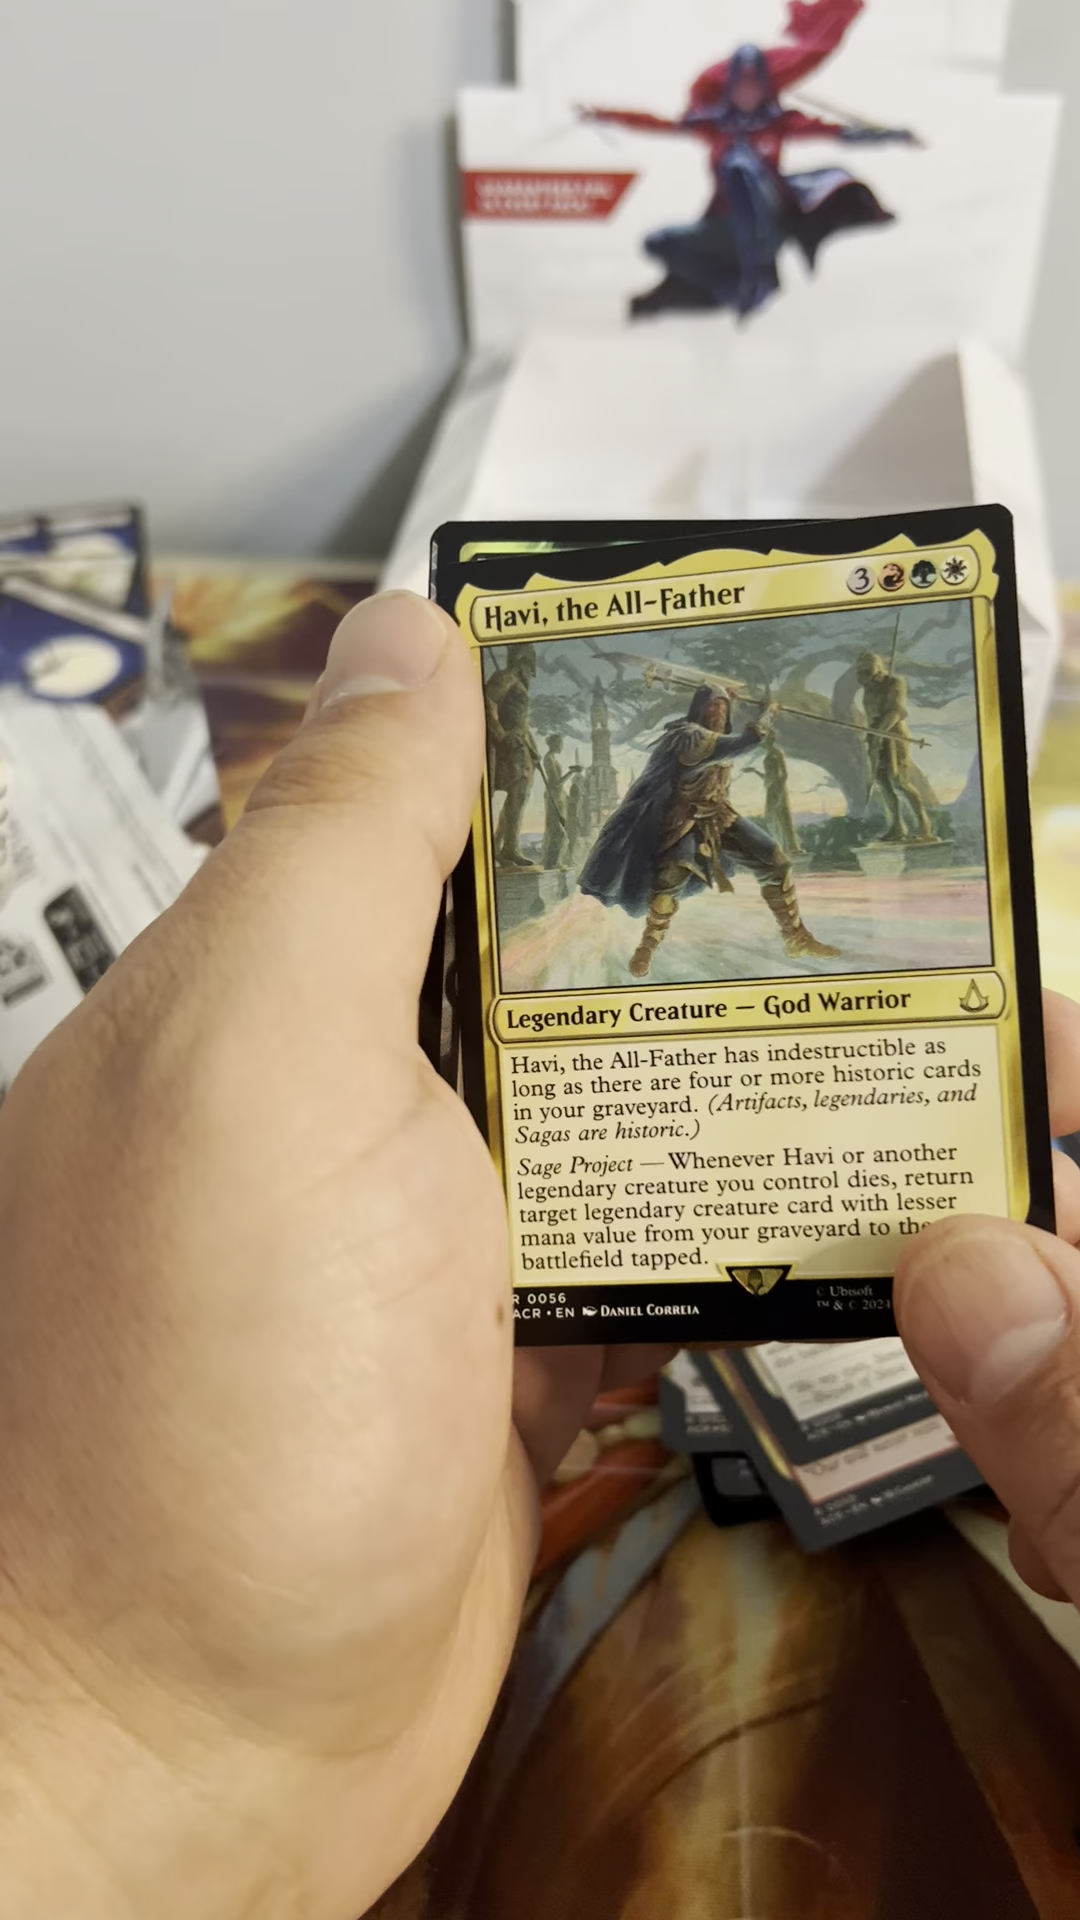 Havi, the All-Father
3
Legendary Creature — God Warrior
Havi, the All-Father has indestructible as
long as there are four or more historic cards
in your graveyard. (Artifacts, legendaries, and
Sagas are historic.)
Sage Project — Whenever Havi or another
legendary creature you control dies, return
target legendary creature card with lesser
mana value from your graveyard to the
battlefield tapped.
R 0056
ACR • EN DANIEL CORREIA
© Ubisoft
™ & © 2024